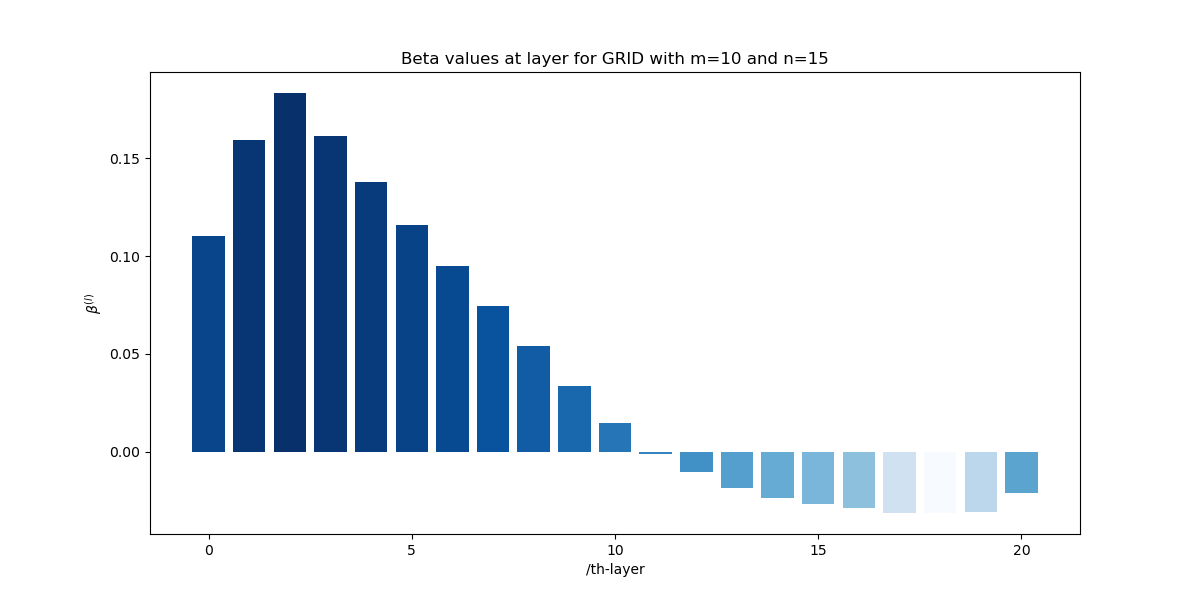 Beta values at layer for GRID with m=10 and n=15
0.15
0.10
0.05
0.00
β^(l)
0 5 10 15 20
/th-layer